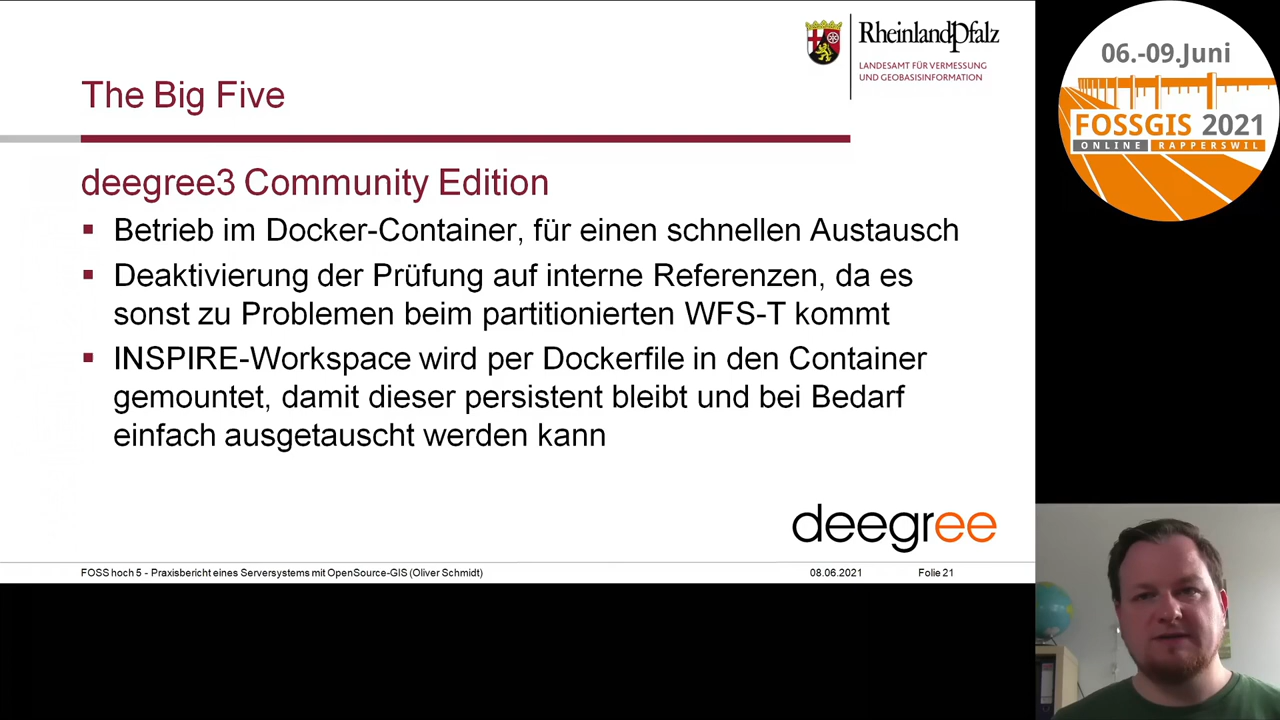 RheinlandPfalz
LANDESAMT FÜR VERMESSUNG
UND GEOBASISINFORMATION
06.-09.Juni
FOSSGIS 2021
ONLINE RAPPERSWIL
The Big Five
deegree3 Community Edition
▪ Betrieb im Docker-Container, für einen schnellen Austausch
▪ Deaktivierung der Prüfung auf interne Referenzen, da es
sonst zu Problemen beim partitionierten WFS-T kommt
▪ INSPIRE-Workspace wird per Dockerfile in den Container
gemountet, damit dieser persistent bleibt und bei Bedarf
einfach ausgetauscht werden kann
deegree
FOSS hoch 5 - Praxisbericht eines Serversystems mit OpenSource-GIS (Oliver Schmidt) 08.06.2021 Folie 21